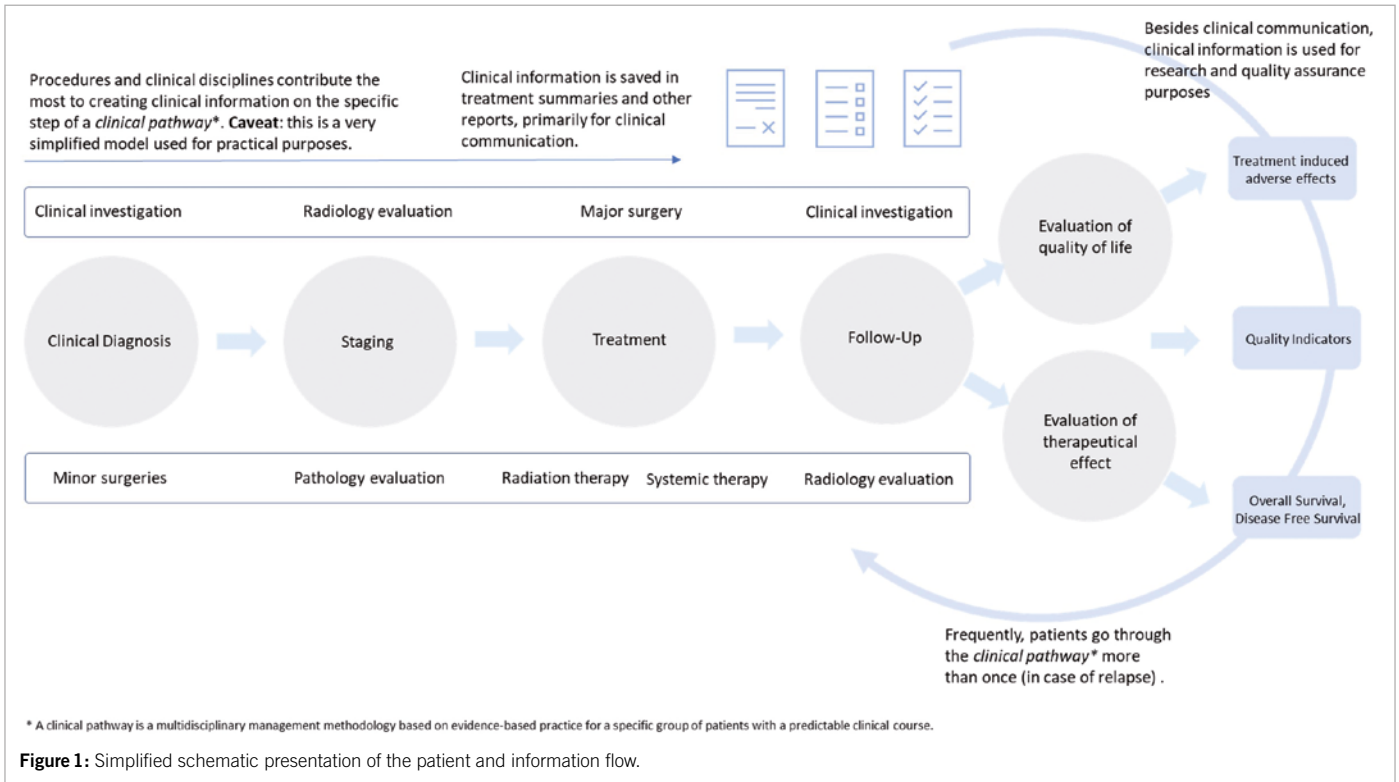 Procedures and clinical disciplines contribute the
most to creating clinical information on the specific
step of a clinical pathway*. Caveat: this is a very
simplified model used for practical purposes.
Clinical information is saved in
treatment summaries and other
reports, primarily for clinical
communication.
Besides clinical communication,
clinical information is used for
research and quality assurance
purposes
Clinical investigation
Radiology evaluation
Major surgery
Clinical investigation
Clinical Diagnosis
Staging
Treatment
Follow-Up
Minor surgeries
Pathology evaluation
Radiation therapy
Systemic therapy
Radiology evaluation
Evaluation of
quality of life
Evaluation of
therapeutical
effect
Treatment induced
adverse effects
Quality Indicators
Overall Survival,
Disease Free Survival
Frequently, patients go through
the clinical pathway* more
than once (in case of relapse) .
* A clinical pathway is a multidisciplinary management methodology based on evidence-based practice for a specific group of patients with a predictable clinical course.
Figure 1: Simplified schematic presentation of the patient and information flow.